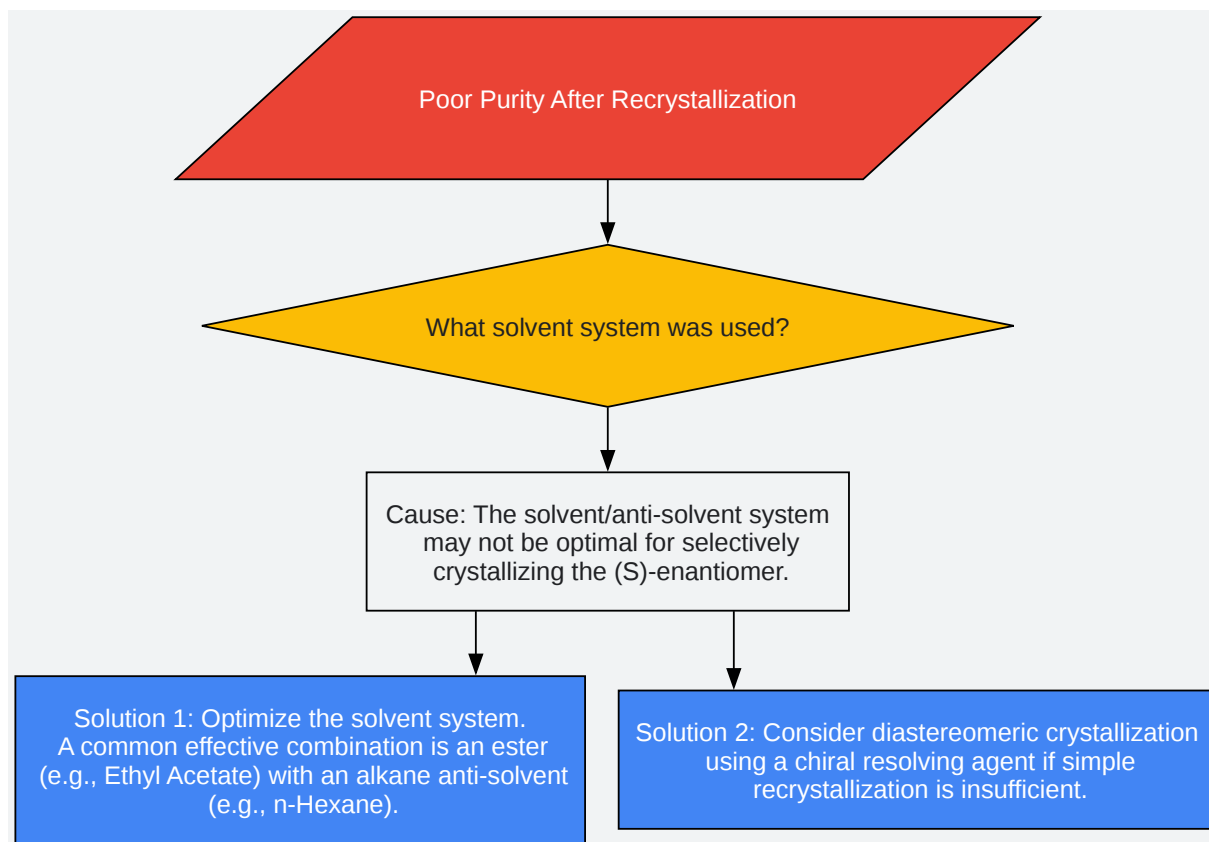 Poor Purity After Recrystallization
What solvent system was used?
Cause: The solvent/anti-solvent system
may not be optimal for selectively
crystallizing the (S)-enantiomer.
Solution 1: Optimize the solvent system.
A common effective combination is an ester
(e.g., Ethyl Acetate) with an alkane anti-solvent
(e.g., n-Hexane).
Solution 2: Consider diastereomeric crystallization
using a chiral resolving agent if simple
recrystallization is insufficient.